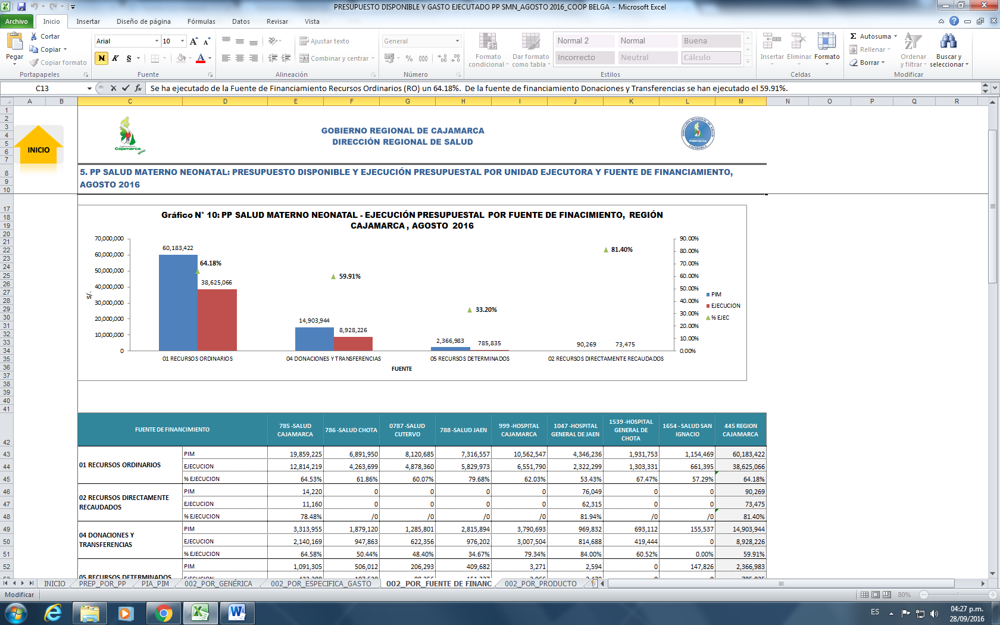 PRESUPUESTO DISPONIBLE Y GASTO EJECUTADO PP SMN_AGOSTO 2016_COOP BELGA - Microsoft Excel
Archivo Inicio Insertar Diseño de página Fórmulas Datos Revisar Vista
Pegar
Cortar
Copiar
Copiar formato
Portapapeles
Arial 10
N K S
Fuente
Ajustar texto
Combinar y centrar
Alineación
General
% 000
Número
Formato condicional
Dar formato como tabla
Normal 2 Normal Buena
Incorrecto Neutral Cálculo
Estilos
Insertar Eliminar Formato
Celdas
Autosuma
Rellenar
Borrar
Ordenar y filtrar
Buscar y seleccionar
Modificar
C13
Se ha ejecutado de la Fuente de Financiamiento Recursos Ordinarios (RO) un 64.18%. De la fuente de financiamiento Donaciones y Transferencias se han ejecutado el 59.91%.
A B C D E F G H I J K L M N O P Q R
1
2
3
4
5
6
7
8
9
10
17
18
19
20
21
22
23
24
25
26
27
28
29
30
31
32
33
34
35
36
37
38
39
40
41
42
43
44
45
46
47
48
49
50
51
52
INICIO
Cajamarca
GOBIERNO REGIONAL DE CAJAMARCA
DIRECCIÓN REGIONAL DE SALUD
5. PP SALUD MATERNO NEONATAL: PRESUPUESTO DISPONIBLE Y EJECUCIÓN PRESUPUESTAL POR UNIDAD EJECUTORA Y FUENTE DE FINANCIAMIENTO,
AGOSTO 2016
Gráfico N° 10: PP SALUD MATERNO NEONATAL - EJECUCIÓN PRESUPUESTAL POR FUENTE DE FINACIMIENTO, REGIÓN
CAJAMARCA , AGOSTO 2016
70,000,000
60,000,000
50,000,000
40,000,000
30,000,000
20,000,000
10,000,000
0
S/.
60,183,422
64.18%
38,625,066
59.91%
14,903,944
8,928,226
33.20%
2,366,983
785,835
81.40%
90,269
73,475
90.00%
80.00%
70.00%
60.00%
50.00%
40.00%
30.00%
20.00%
10.00%
0.00%
PIM
EJECUCION
% EJEC
01 RECURSOS ORDINARIOS 04 DONACIONES Y TRANSFERENCIAS 05 RECURSOS DETERMINADOS 02 RECURSOS DIRECTAMENTE RECAUDADOS
FUENTE
FUENTE DE FINANCIMIENTO 785 -SALUD CAJAMARCA 786 -SALUD CHOTA 0787 -SALUD CUTERVO 788 -SALUD JAEN 999 -HOSPITAL CAJAMARCA 1047 -HOSPITAL GENERAL DE JAEN 1539 -HOSPITAL GENERAL DE CHOTA 1654 - SALUD SAN IGNACIO 445 REGION CAJAMARCA
01 RECURSOS ORDINARIOS
PIM 19,859,225 6,891,950 8,120,685 7,316,557 10,562,547 4,346,236 1,931,753 1,154,469 60,183,422
EJECUCION 12,814,219 4,263,699 4,878,360 5,829,973 6,551,790 2,322,299 1,303,331 661,395 38,625,066
% EJECUCION 64.53% 61.86% 60.07% 79.68% 62.03% 53.43% 67.47% 57.29% 64.18%
02 RECURSOS DIRECTAMENTE RECAUDADOS
PIM 14,220 0 0 0 0 76,049 0 0 90,269
EJECUCION 11,160 0 0 0 0 62,315 0 0 73,475
% EJECUCION 78.48% /0 /0 /0 /0 81.94% /0 /0 81.40%
04 DONACIONES Y TRANSFERENCIAS
PIM 3,313,955 1,879,120 1,285,801 2,815,894 3,790,693 969,832 693,112 155,537 14,903,944
EJECUCION 2,140,169 947,863 622,356 976,202 3,007,504 814,688 419,444 0 8,928,226
% EJECUCION 64.58% 50.44% 48.40% 34.67% 79.34% 84.00% 60.52% 0.00% 59.91%
05 RECURSOS DETERMINADOS
PIM 1,091,305 506,012 206,293 409,682 3,271 2,594 0 147,826 2,366,983
INICIO PREP_POR_PP PIA_PIM 002_POR_GENÉRICA 002_POR_ESPECIFICA_GASTO 002_POR_FUENTE DE FINANC 002_POR_PRODUCTO
Modificar
80%
ES
04:27 p.m.
28/09/2016